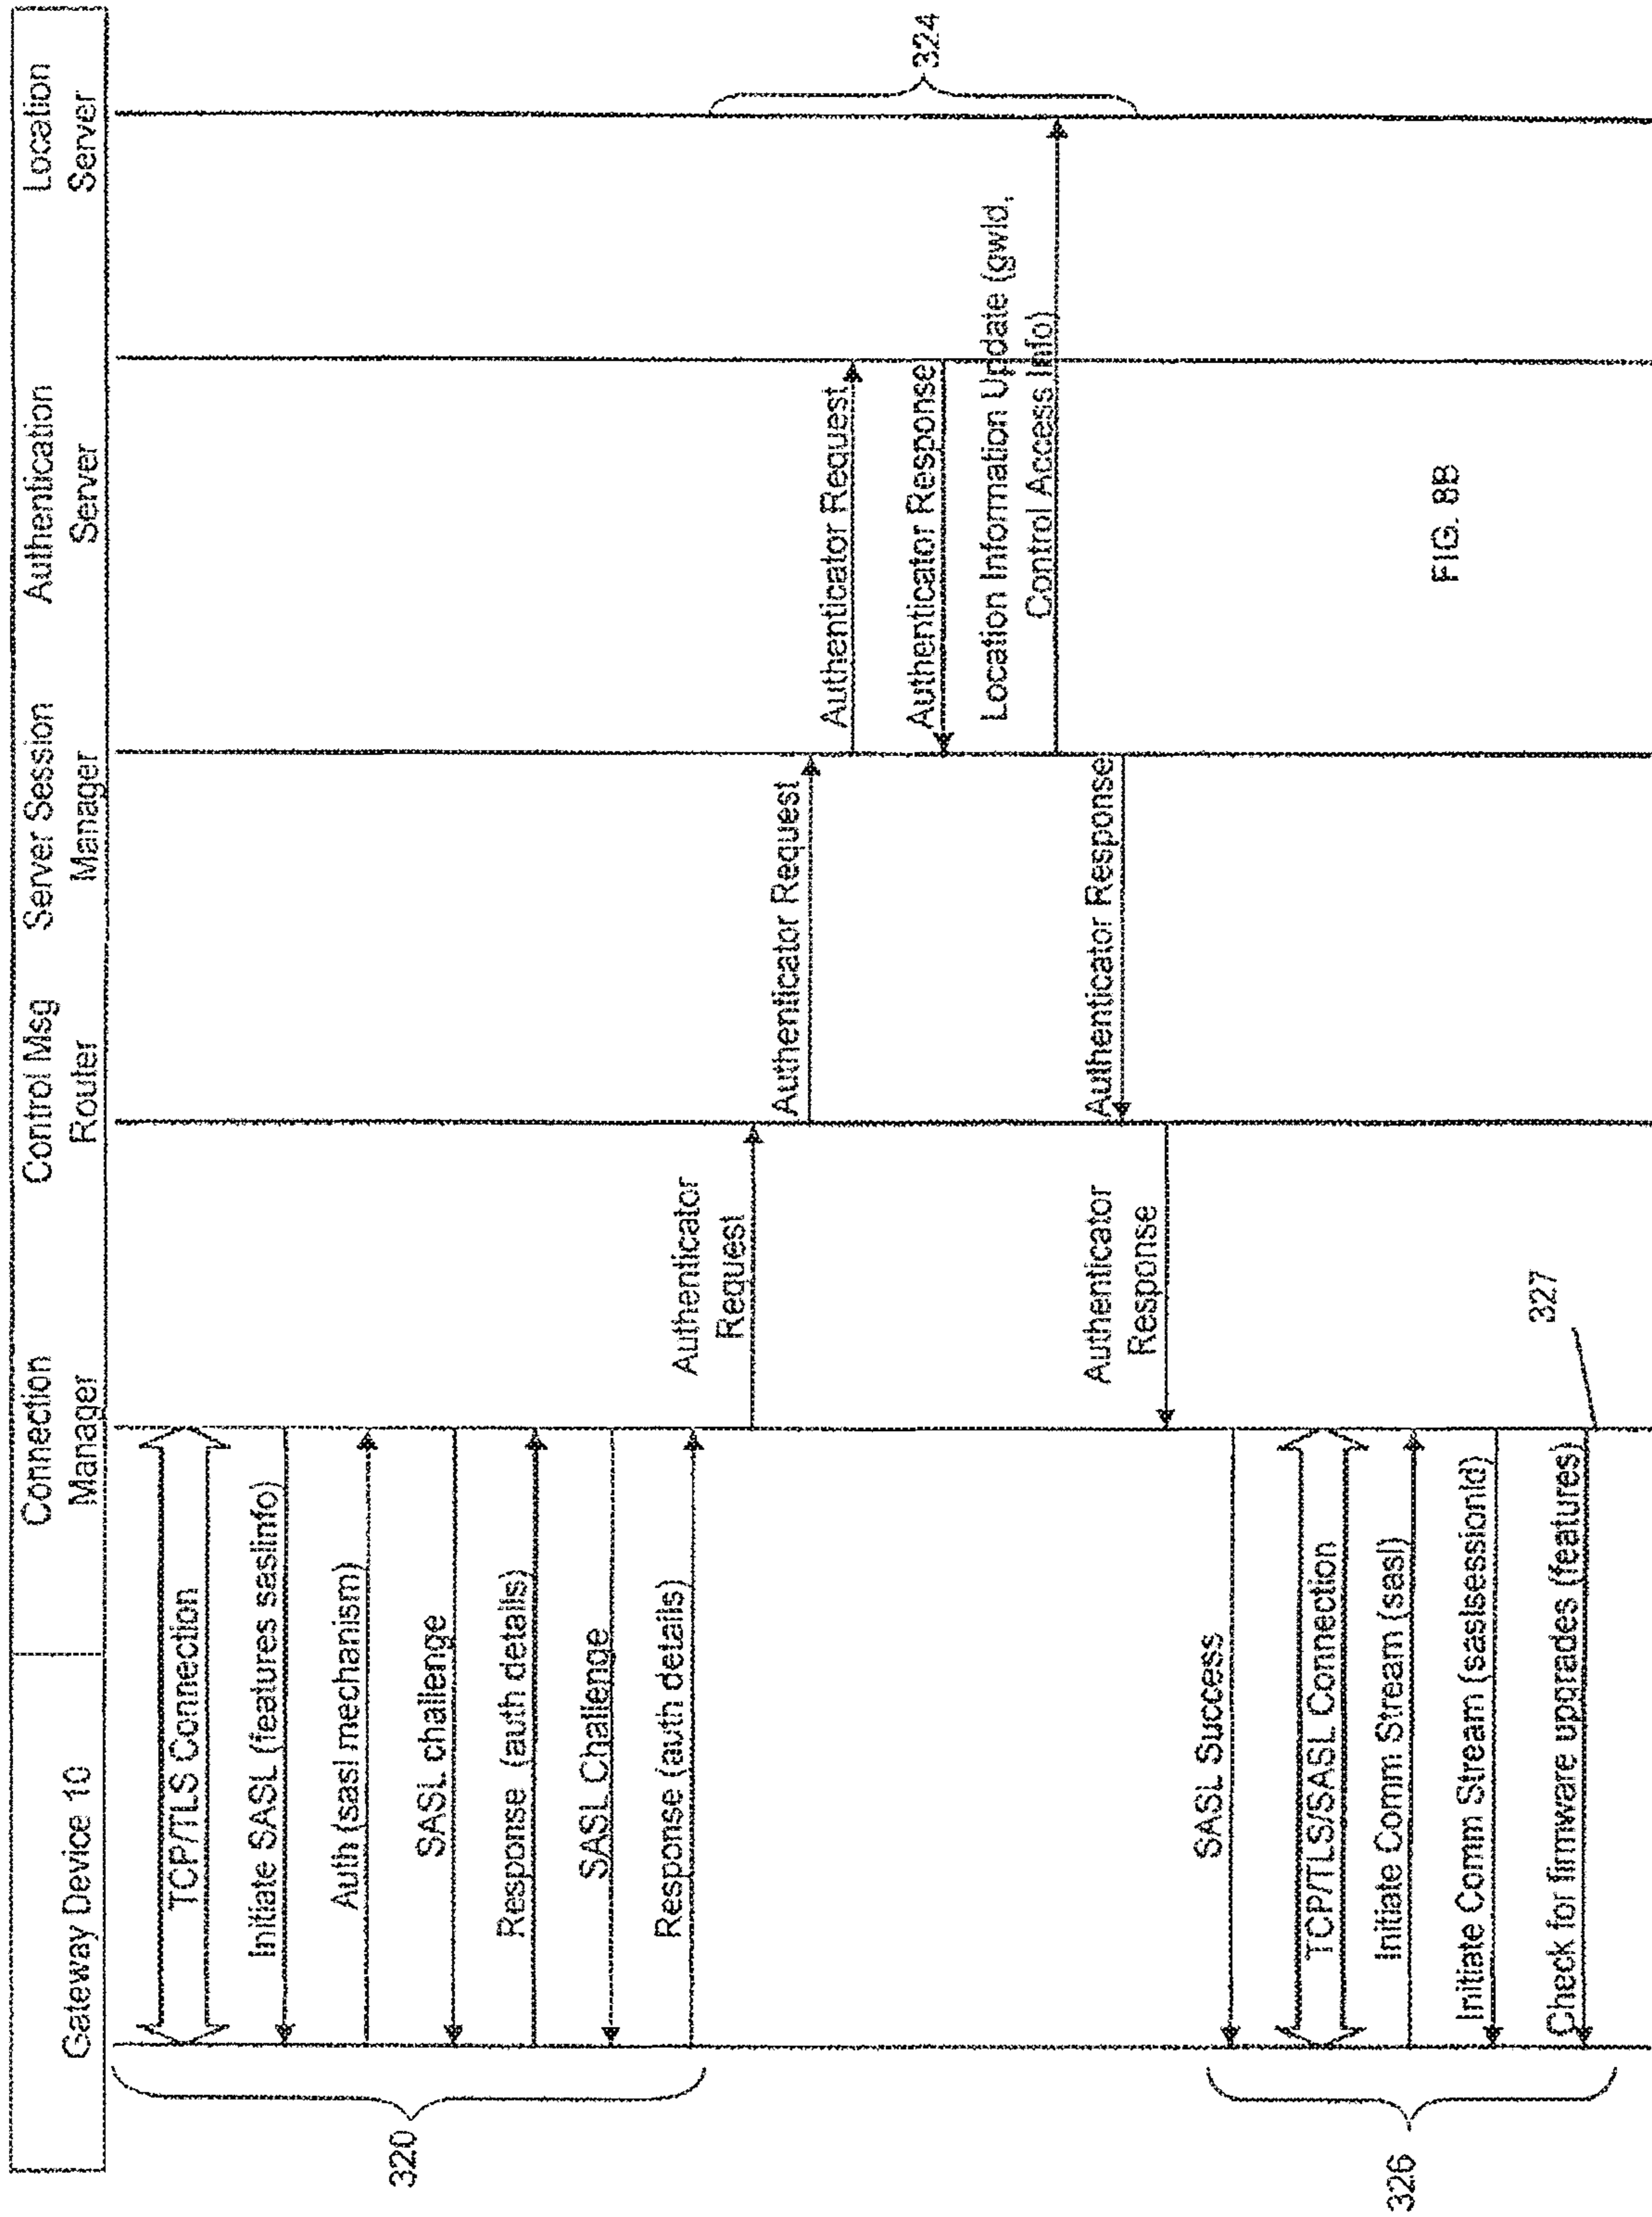 Gateway Device 10
Connection
Manager
Control Msg
Router
Server Session
Manager
Authentication
Server
Location
Server
TCP/TLS Connection
Initiate SASL (features saslinfo)
Auth (sasl mechanism)
SASL challenge
Response (auth details)
SASL Challenge
Response (auth details)
320
Authenticator
Request
Authenticator Request
Authenticator Request
Authenticator Response
Location Information Update (gwId,
Control Access Info)
324
Authenticator Response
Authenticator
Response
SASL Success
TCP/TLS/SASL Connection
Initiate Comm Stream (sasl)
Initiate Comm Stream (saslsessionId)
Check for firmware upgrades (features)
326
327
FIG. 8B